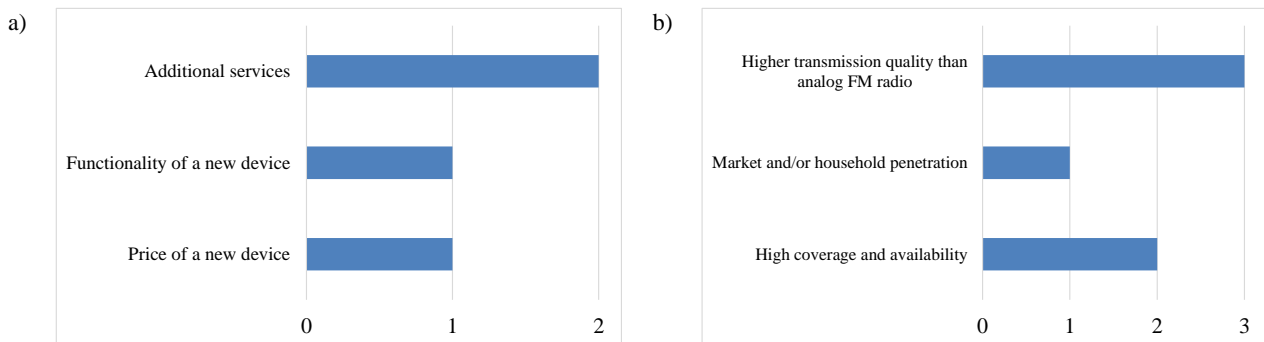 a)
Additional services
Functionality of a new device
Price of a new device
0 1 2
b)
Higher transmission quality than
analog FM radio
Market and/or household penetration
High coverage and availability
0 1 2 3